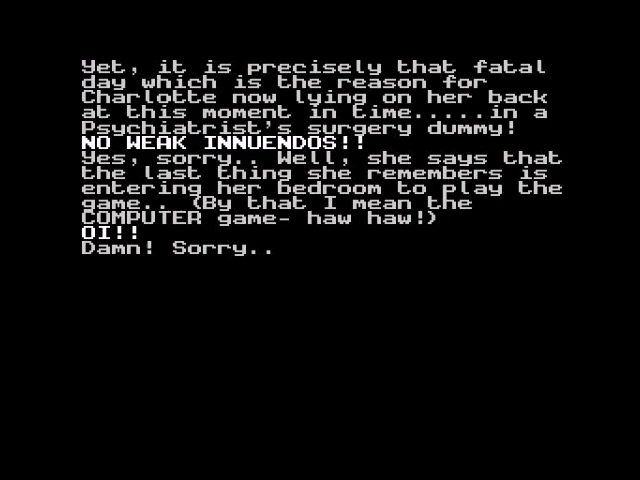 Yet, it is precisely that fatal
day which is the reason for
Charlotte now lying on her back
at this moment in time.....in a
Psychiatrist's surgery dummy!
NO WEAK INNUENDOS!!
Yes, sorry.. Well, she says that
the last thing she remembers is
entering her bedroom to play the
game.. (By that I mean the
COMPUTER game- haw haw!)
OI!!
Damn! Sorry..